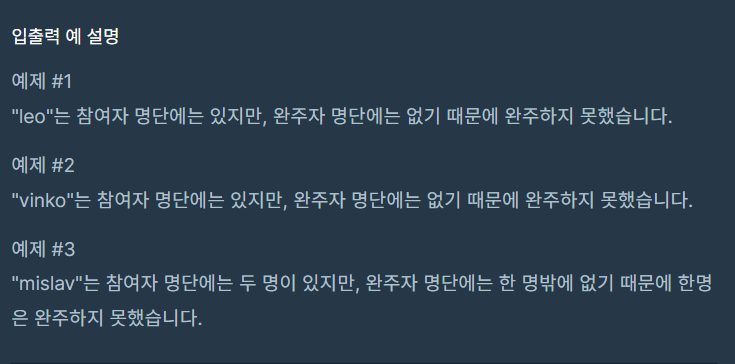 입출력 예 설명
예제 #1
"leo"는 참여자 명단에는 있지만, 완주자 명단에는 없기 때문에 완주하지 못했습니다.
예제 #2
"vinko"는 참여자 명단에는 있지만, 완주자 명단에는 없기 때문에 완주하지 못했습니다.
예제 #3
"mislav"는 참여자 명단에는 두 명이 있지만, 완주자 명단에는 한 명밖에 없기 때문에 한명
은 완주하지 못했습니다.